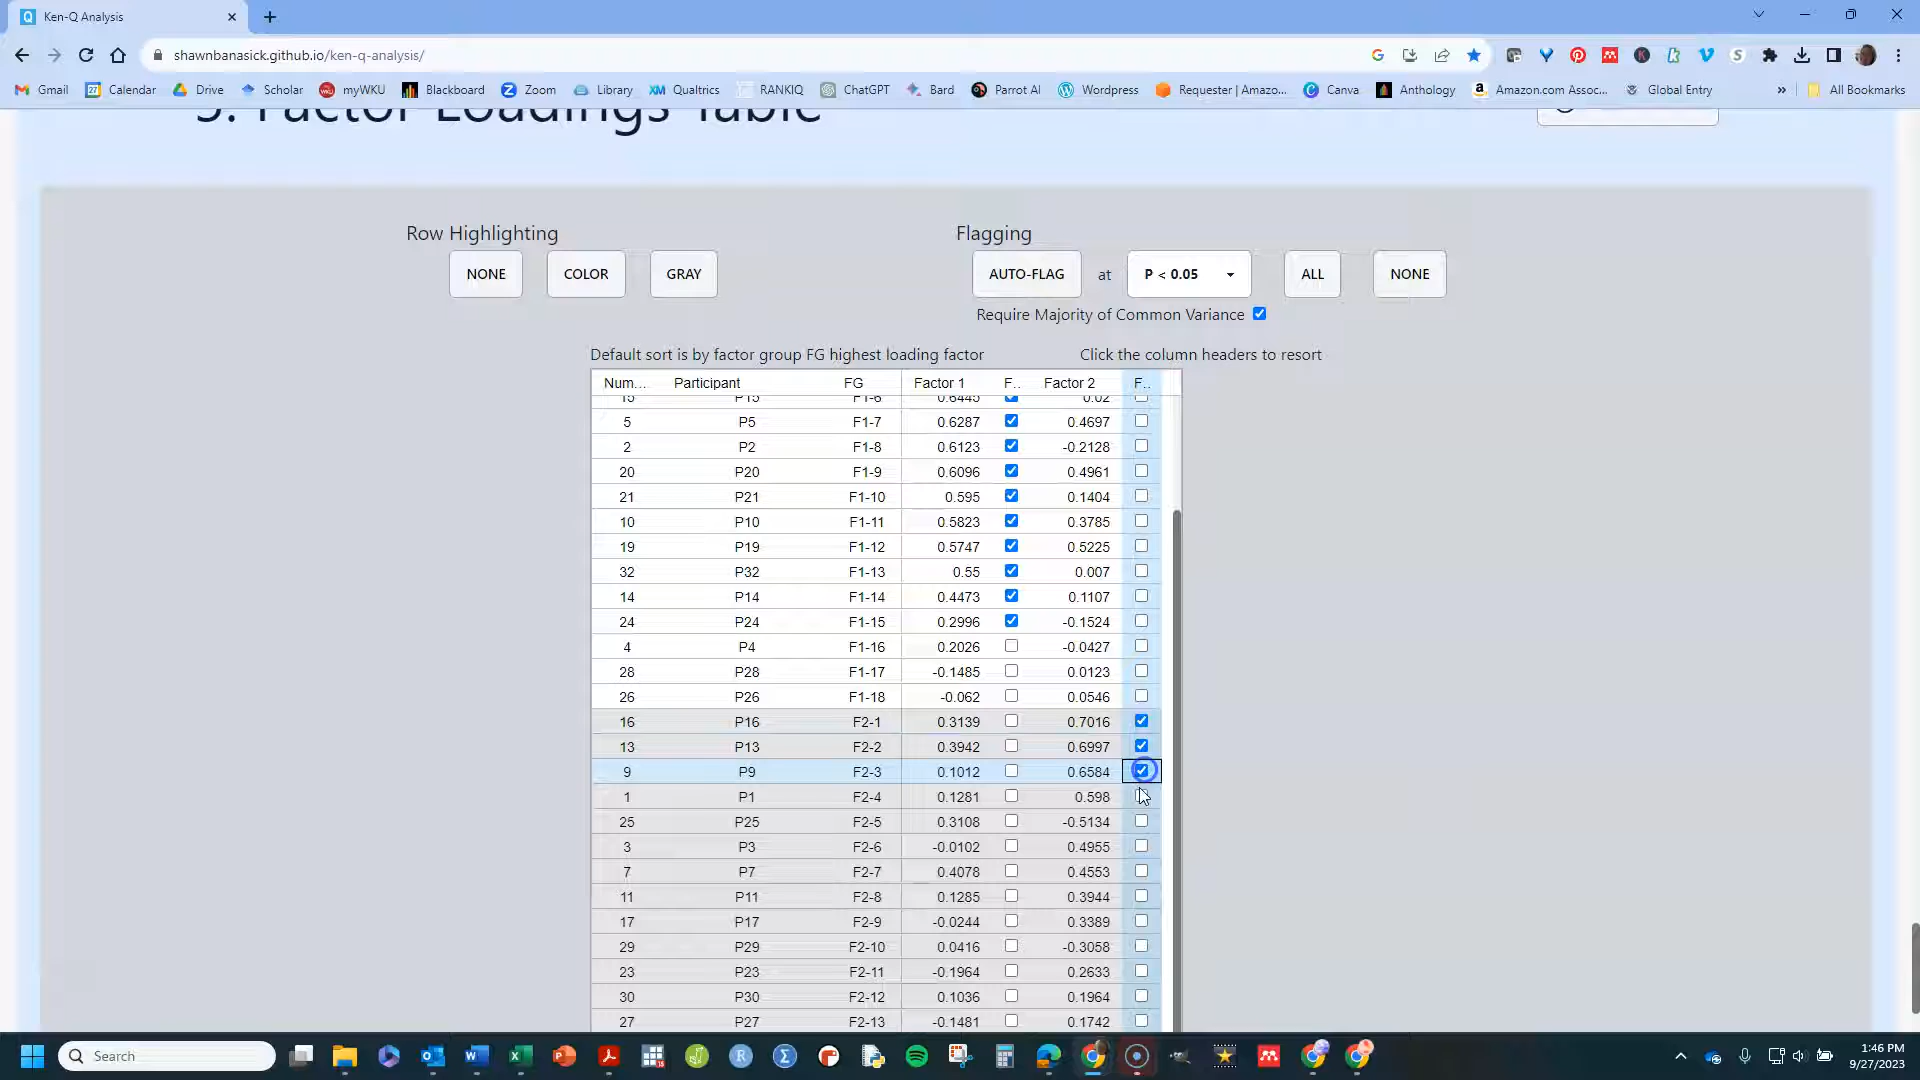 Ken-Q Analysis
shawnbanasick.github.io/ken-q-analysis/
Gmail Calendar Drive Scholar myWKU Blackboard Zoom Library Qualtrics RANKIQ ChatGPT Bard Parrot AI Wordpress Requester | Amazo... Canva Anthology Amazon.com Assoc... Global Entry » All Bookmarks
5. Factor Loadings Table
Row Highlighting Flagging
NONE COLOR GRAY AUTO-FLAG at P < 0.05 ALL NONE
Require Majority of Common Variance
Default sort is by factor group FG highest loading factor Click the column headers to resort
Num... Participant FG Factor 1 F.. Factor 2 F..
15 P15 F1-6 0.6445 0.02
5 P5 F1-7 0.6287 0.4697
2 P2 F1-8 0.6123 -0.2128
20 P20 F1-9 0.6096 0.4961
21 P21 F1-10 0.595 0.1404
10 P10 F1-11 0.5823 0.3785
19 P19 F1-12 0.5747 0.5225
32 P32 F1-13 0.55 0.007
14 P14 F1-14 0.4473 0.1107
24 P24 F1-15 0.2996 -0.1524
4 P4 F1-16 0.2026 -0.0427
28 P28 F1-17 -0.1485 0.0123
26 P26 F1-18 -0.062 0.0546
16 P16 F2-1 0.3139 0.7016
13 P13 F2-2 0.3942 0.6997
9 P9 F2-3 0.1012 0.6584
1 P1 F2-4 0.1281 0.598
25 P25 F2-5 0.3108 -0.5134
3 P3 F2-6 -0.0102 0.4955
7 P7 F2-7 0.4078 0.4553
11 P11 F2-8 0.1285 0.3944
17 P17 F2-9 -0.0244 0.3389
29 P29 F2-10 0.0416 -0.3058
23 P23 F2-11 -0.1964 0.2633
30 P30 F2-12 0.1036 0.1964
27 P27 F2-13 -0.1481 0.1742
Search
1:46 PM
9/27/2023